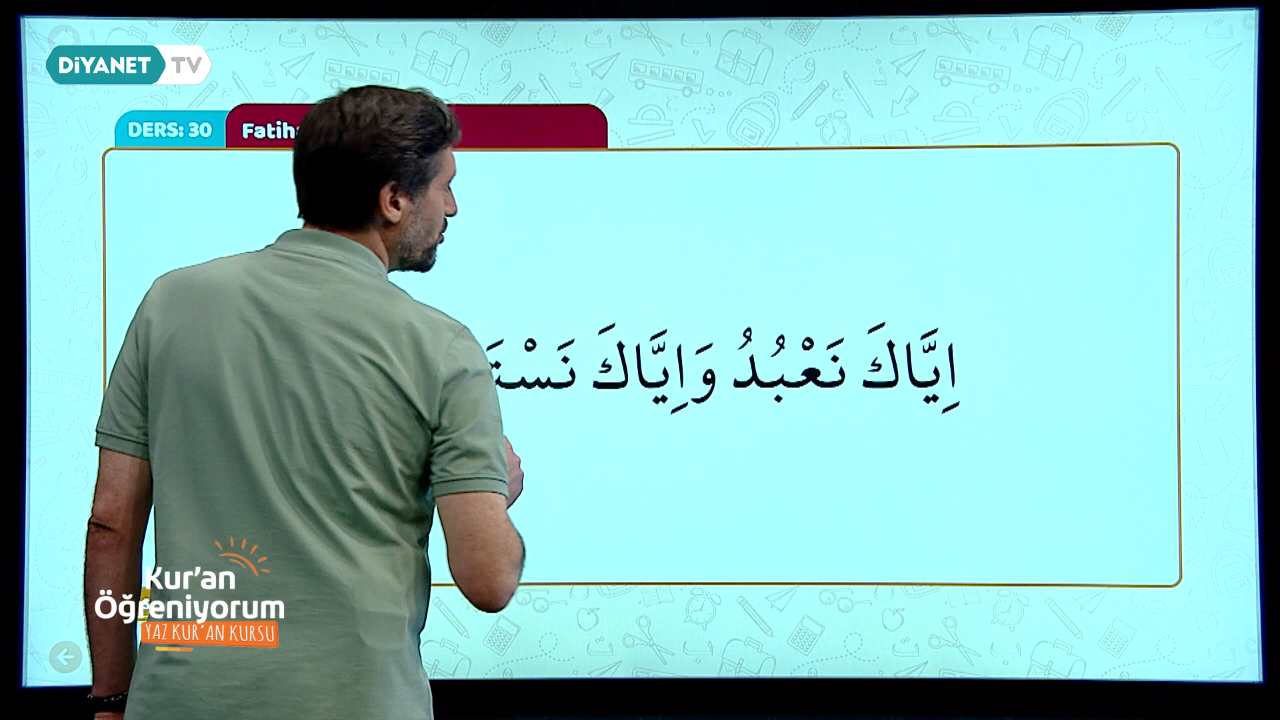 DİYANET TV
DERS: 30
اِيَّاكَ نَعْبُدُ وَاِيَّاكَ
Kur'an
Öğreniyorum
YAZ KUR'AN KURSU